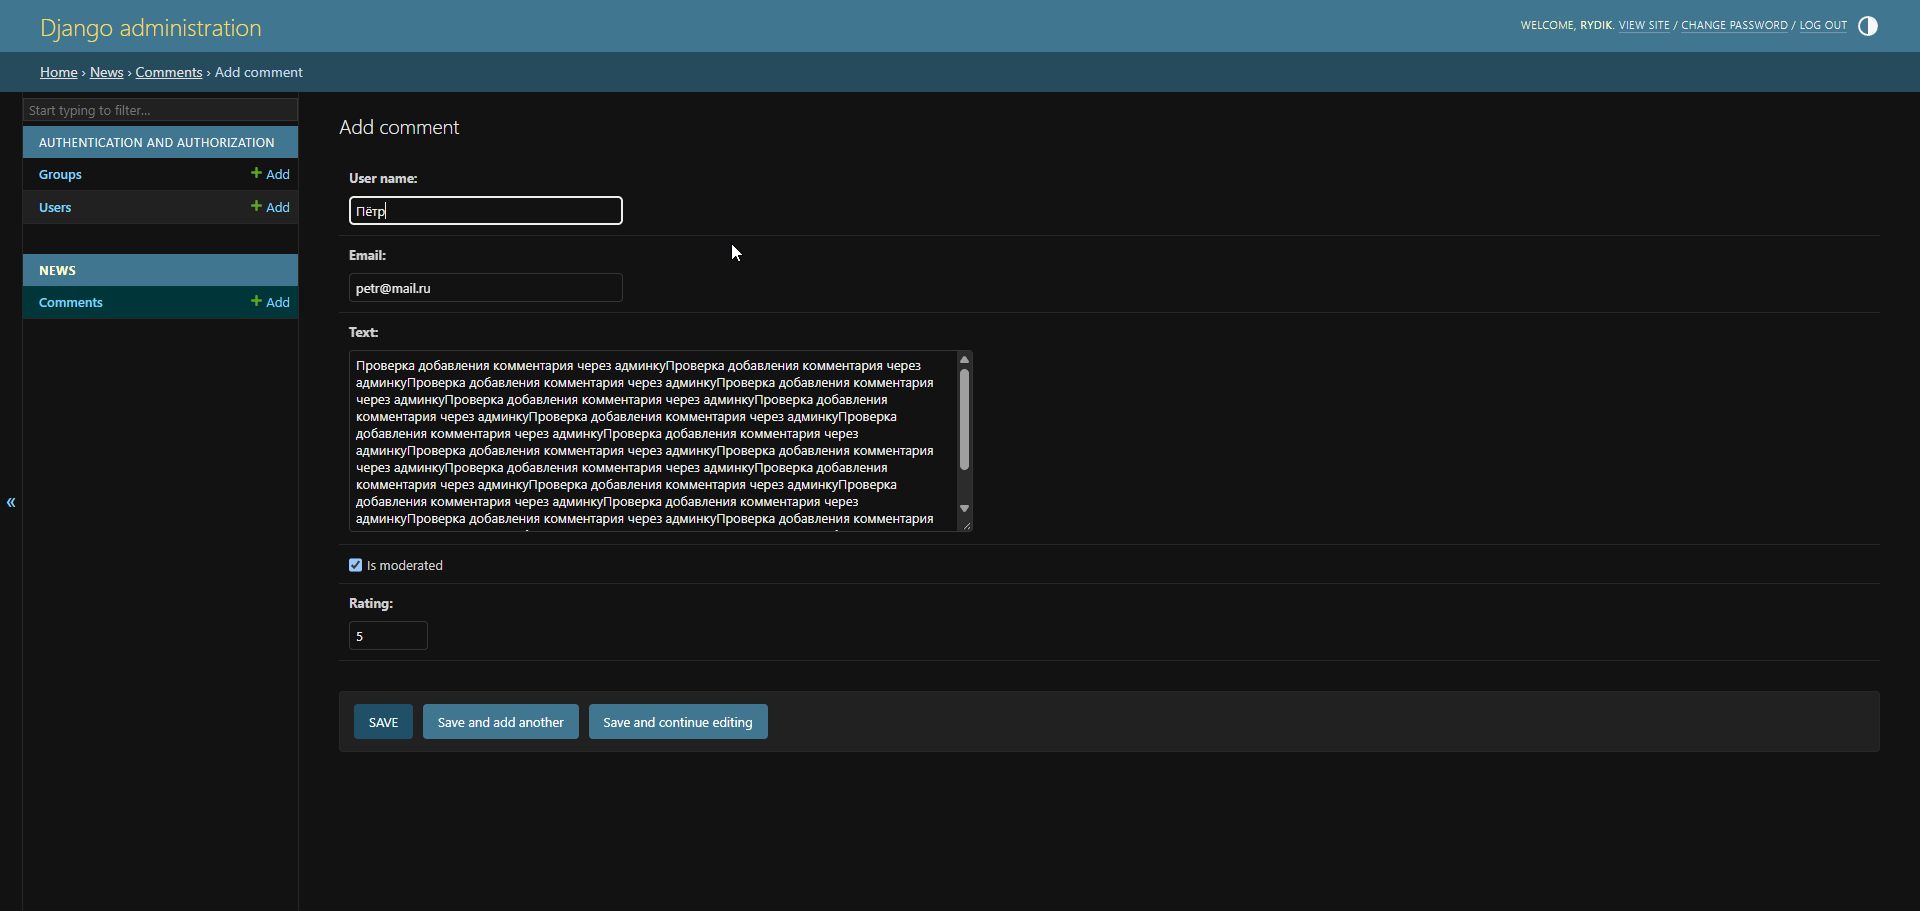 Django administration
WELCOME, RYDIK. VIEW SITE / CHANGE PASSWORD / LOG OUT
Home › News › Comments › Add comment
Start typing to filter...
AUTHENTICATION AND AUTHORIZATION
Groups + Add
Users + Add
NEWS
Comments + Add
«
Add comment
User name:
Пётр
Email:
petr@mail.ru
Text:
Проверка добавления комментария через админкуПроверка добавления комментария через
админкуПроверка добавления комментария через админкуПроверка добавления комментария
через админкуПроверка добавления комментария через админкуПроверка добавления
комментария через админкуПроверка добавления комментария через админкуПроверка
добавления комментария через админкуПроверка добавления комментария через
админкуПроверка добавления комментария через админкуПроверка добавления комментария
через админкуПроверка добавления комментария через админкуПроверка добавления
комментария через админкуПроверка добавления комментария через админкуПроверка
добавления комментария через админкуПроверка добавления комментария через
админкуПроверка добавления комментария через админкуПроверка добавления комментария
Is moderated
Rating:
5
SAVE Save and add another Save and continue editing